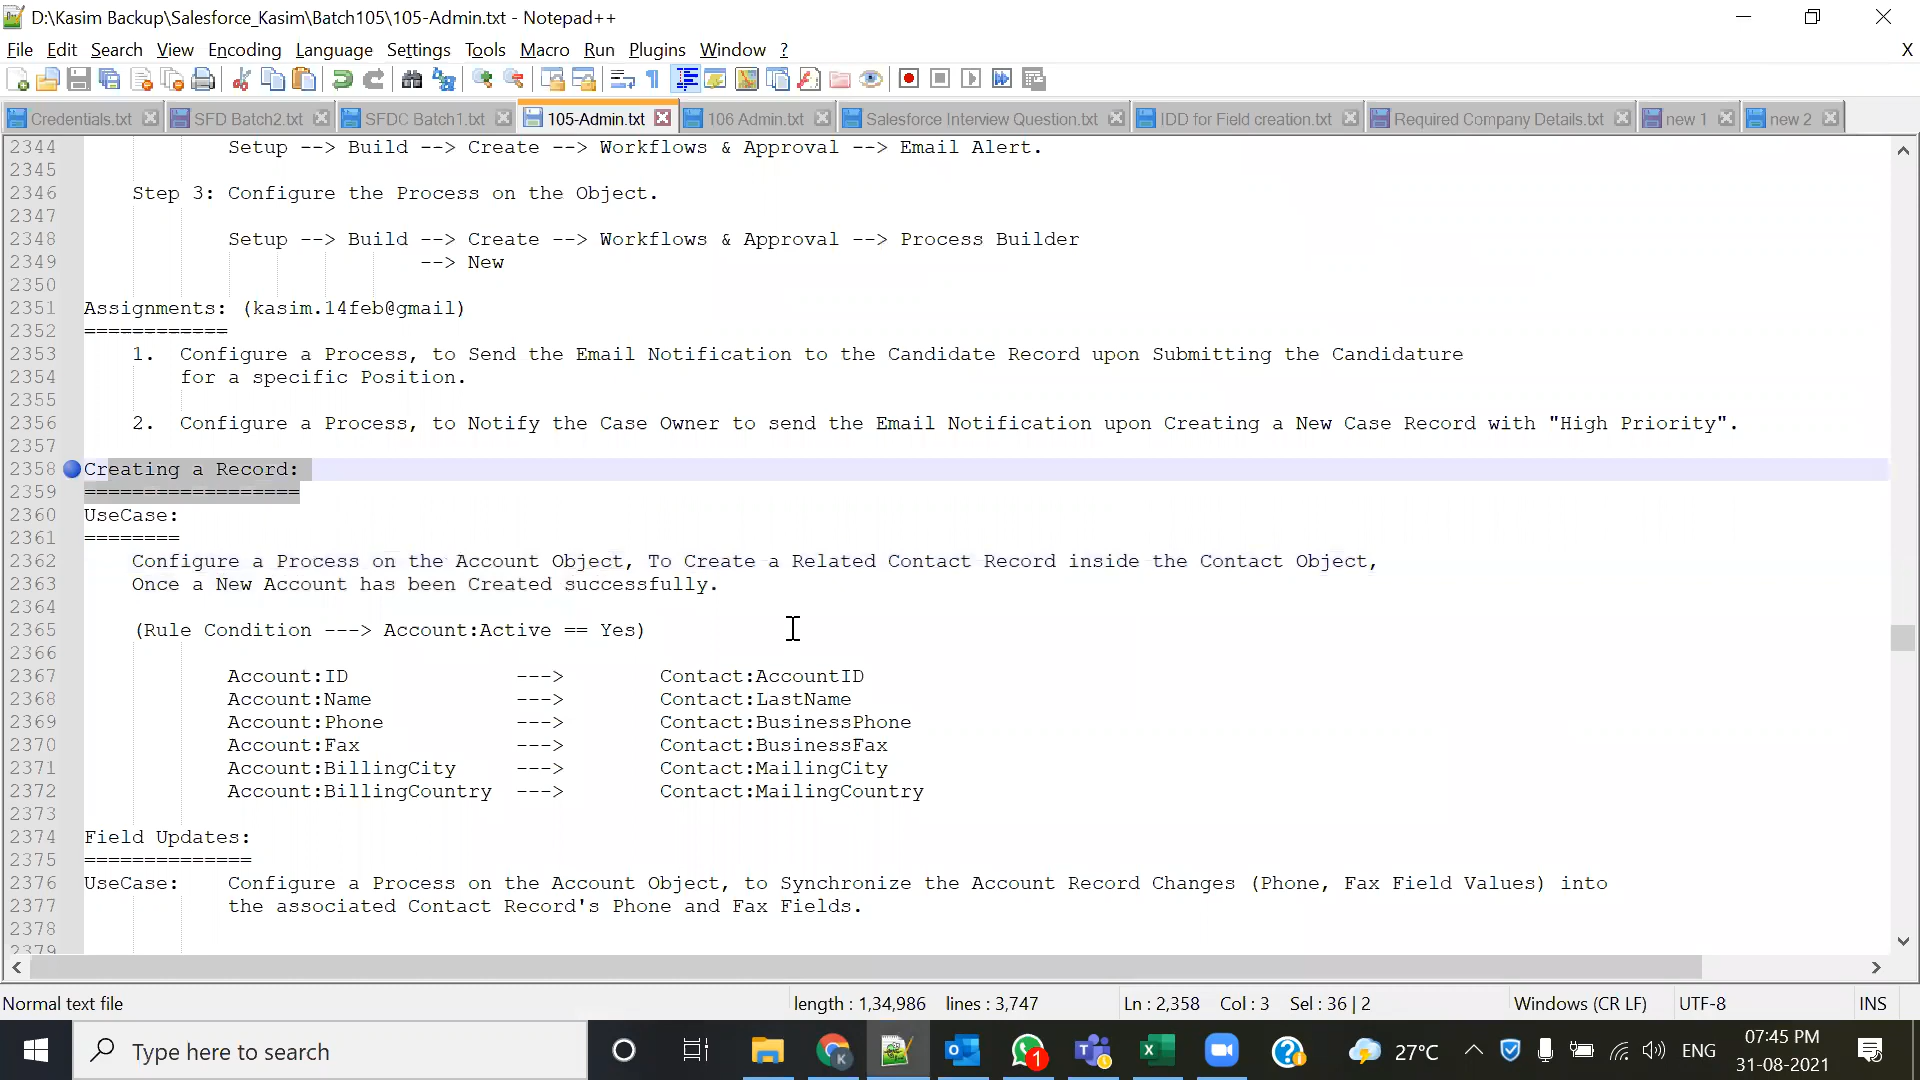 D:\Kasim Backup\Salesforce_Kasim\Batch105\105-Admin.txt - Notepad++
File Edit Search View Encoding Language Settings Tools Macro Run Plugins Window ? X
Credentials.txt SFD Batch2.txt SFDC Batch1.txt 105-Admin.txt 106 Admin.txt Salesforce Interview Question.txt IDD for Field creation.txt Required Company Details.txt new 1 new 2
2344 Setup --> Build --> Create --> Workflows & Approval --> Email Alert.
2345
2346 Step 3: Configure the Process on the Object.
2347
2348 Setup --> Build --> Create --> Workflows & Approval --> Process Builder
2349 --> New
2350
2351 Assignments: (kasim.14feb@gmail)
2352 ============
2353 1. Configure a Process, to Send the Email Notification to the Candidate Record upon Submitting the Candidature
2354 for a specific Position.
2355
2356 2. Configure a Process, to Notify the Case Owner to send the Email Notification upon Creating a New Case Record with "High Priority".
2357
2358 Creating a Record:
2359 ==================
2360 UseCase:
2361 ========
2362 Configure a Process on the Account Object, To Create a Related Contact Record inside the Contact Object,
2363 Once a New Account has been Created successfully.
2364
2365 (Rule Condition ---> Account:Active == Yes)
2366
2367 Account:ID ---> Contact:AccountID
2368 Account:Name ---> Contact:LastName
2369 Account:Phone ---> Contact:BusinessPhone
2370 Account:Fax ---> Contact:BusinessFax
2371 Account:BillingCity ---> Contact:MailingCity
2372 Account:BillingCountry ---> Contact:MailingCountry
2373
2374 Field Updates:
2375 ==============
2376 UseCase: Configure a Process on the Account Object, to Synchronize the Account Record Changes (Phone, Fax Field Values) into
2377 the associated Contact Record's Phone and Fax Fields.
2378
2379
Normal text file length : 1,34,986 lines : 3,747 Ln : 2,358 Col : 3 Sel : 36 | 2 Windows (CR LF) UTF-8 INS
Type here to search K 1 27°C ENG 07:45 PM
31-08-2021